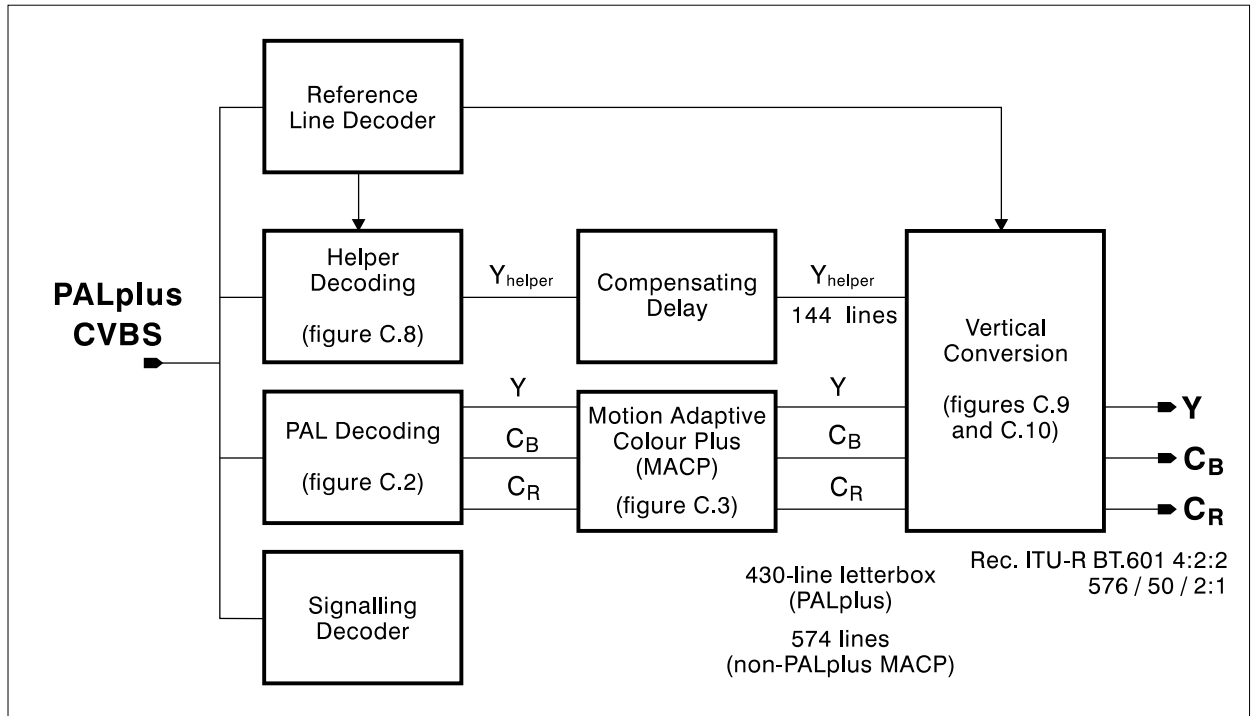 Reference
Line Decoder
Helper
Decoding
(figure C.8)
Y helper
Compensating
Delay
Y helper
144 lines
Vertical
Conversion
(figures C.9
and C.10)
PALplus
CVBS
PAL Decoding
(figure C.2)
Y
CB
CR
Motion Adaptive
Colour Plus
(MACP)
(figure C.3)
Y
CB
CR
Y
CB
CR
Signalling
Decoder
430-line letterbox
(PALplus)
574 lines
(non-PALplus MACP)
Rec. ITU-R BT.601 4:2:2
576 / 50 / 2:1